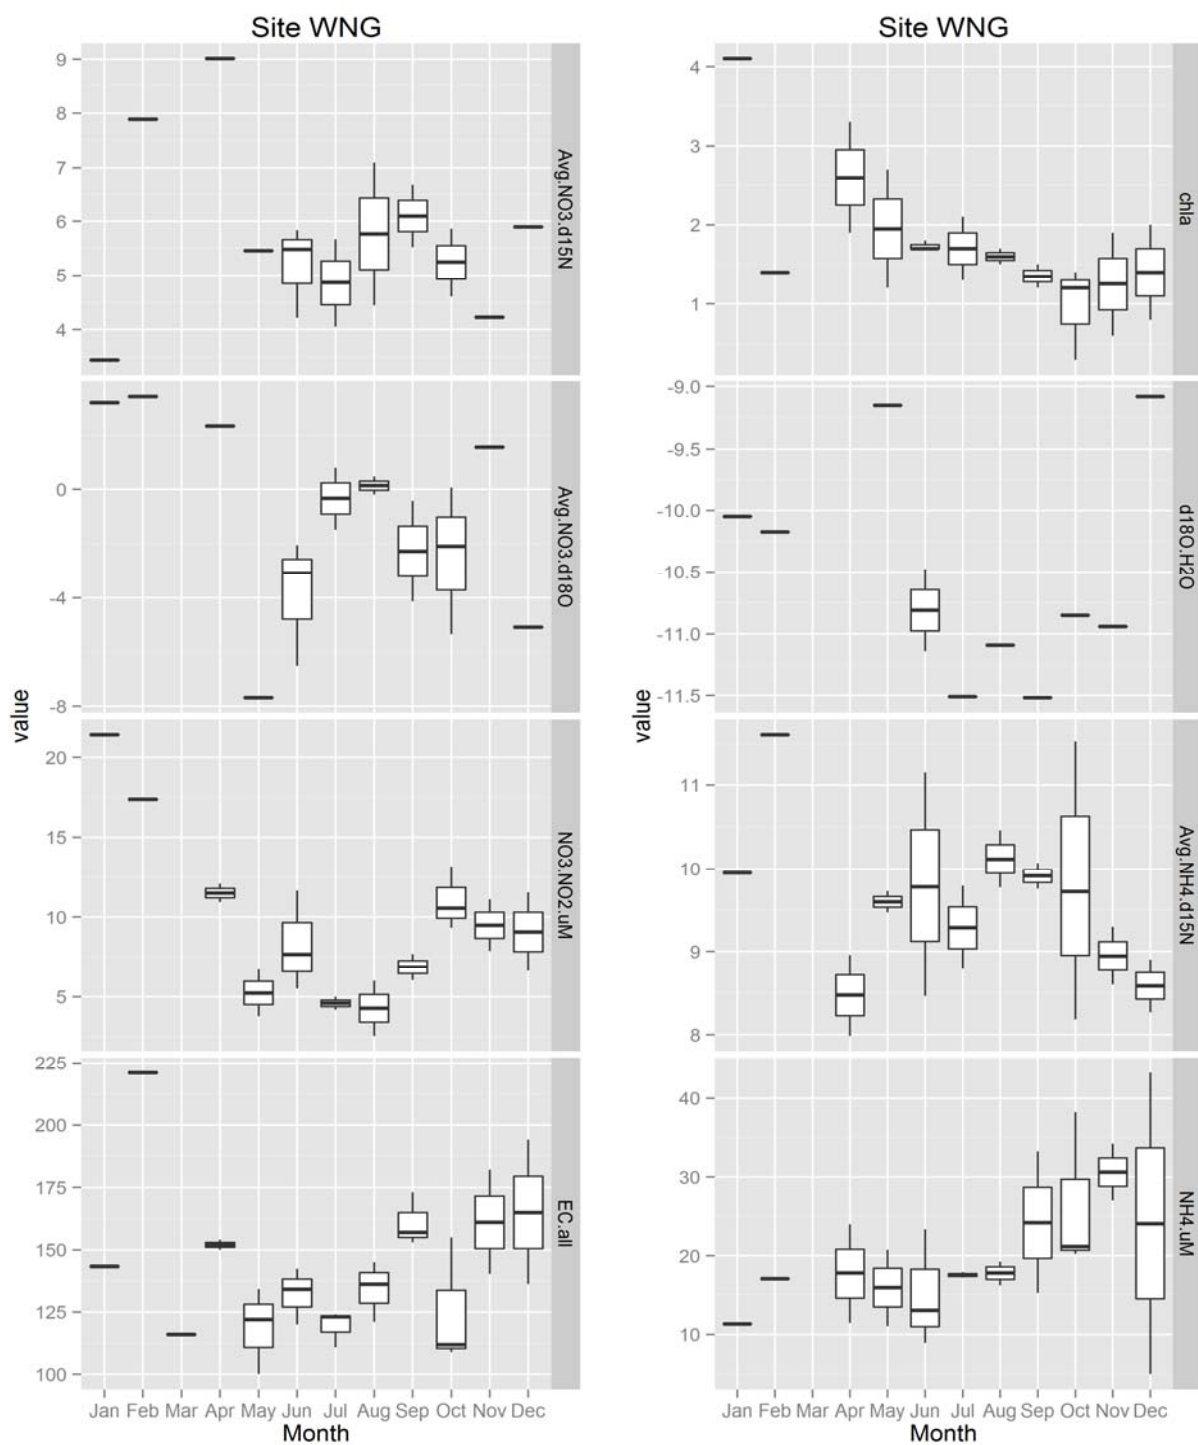 Site WNG
9
8
7
6
5
4
Avg.NO3.d15N
0
-4
-8
Avg.NO3.d18O
value
20
15
10
5
NO3.NO2.uM
225
200
175
150
125
100
EC.all
Jan Feb Mar Apr May Jun Jul Aug Sep Oct Nov Dec
Month
Site WNG
4
3
2
1
chla
-9.0
-9.5
-10.0
-10.5
-11.0
-11.5
d18O.H2O
value
11
10
9
8
Avg.NH4.d15N
40
30
20
10
NH4.uM
Jan Feb Mar Apr May Jun Jul Aug Sep Oct Nov Dec
Month